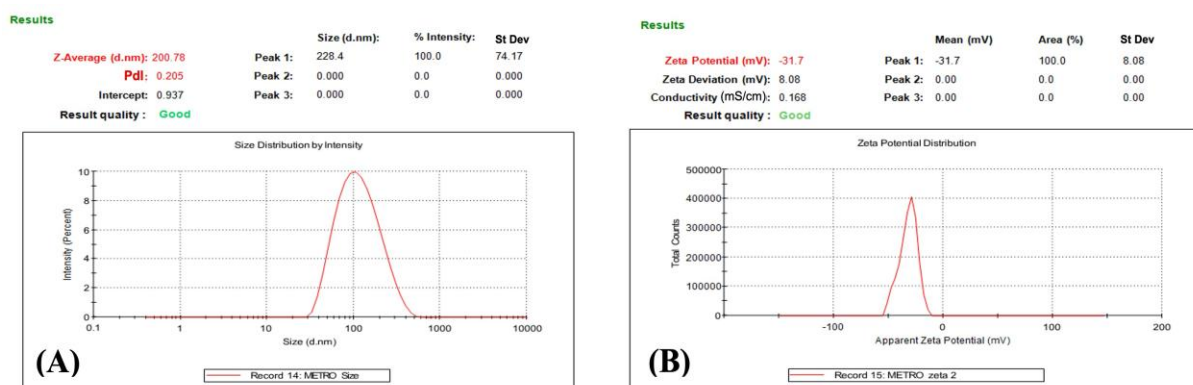 Results
Size (d.nm): % Intensity: St Dev
Z-Average (d.nm): 200.78 Peak 1: 228.4 100.0 74.17
PdI: 0.205 Peak 2: 0.000 0.0 0.000
Intercept: 0.937 Peak 3: 0.000 0.0 0.000
Result quality : Good
Size Distribution by Intensity
Intensity (Percent)
10
8
6
4
2
0
0.1 1 10 100 1000 10000
Size (d.nm)
(A)
Record 14: METRO Size
Results
Mean (mV) Area (%) St Dev
Zeta Potential (mV): -31.7 Peak 1: -31.7 100.0 8.08
Zeta Deviation (mV): 8.08 Peak 2: 0.00 0.0 0.00
Conductivity (mS/cm): 0.168 Peak 3: 0.00 0.0 0.00
Result quality : Good
Zeta Potential Distribution
Total Counts
500000
400000
300000
200000
100000
0
-100 0 100 200
Apparent Zeta Potential (mV)
(B)
Record 15: METRO zeta 2